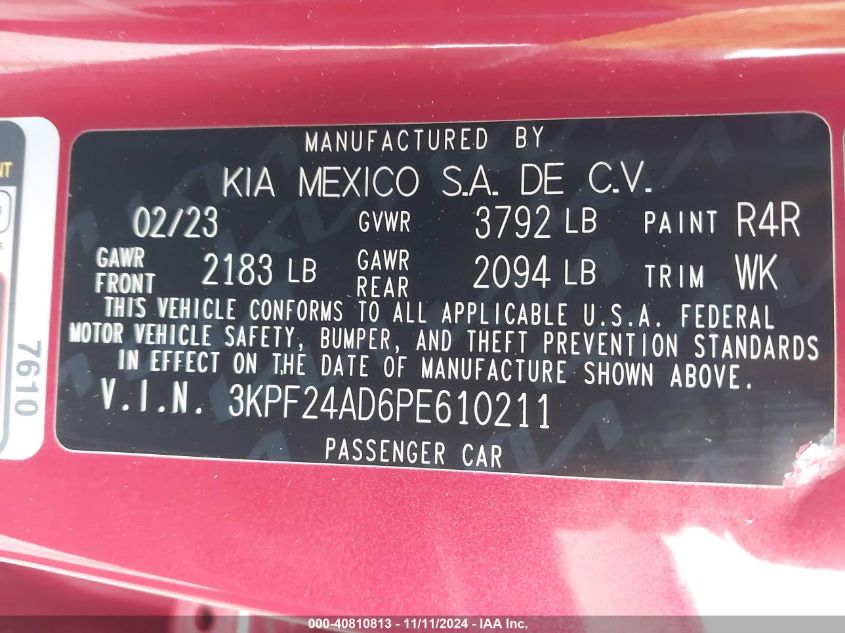 MANUFACTURED BY
KIA MEXICO S.A. DE C.V.
02/23 GVWR 3792 LB PAINT R4R
GAWR FRONT 2183 LB GAWR REAR 2094 LB TRIM WK
THIS VEHICLE CONFORMS TO ALL APPLICABLE U.S.A. FEDERAL
MOTOR VEHICLE SAFETY, BUMPER, AND THEFT PREVENTION STANDARDS
IN EFFECT ON THE DATE OF MANUFACTURE SHOWN ABOVE.
V.I.N. 3KPF24AD6PE610211
PASSENGER CAR
7610
000-40810813 - 11/11/2024 - IAA Inc.